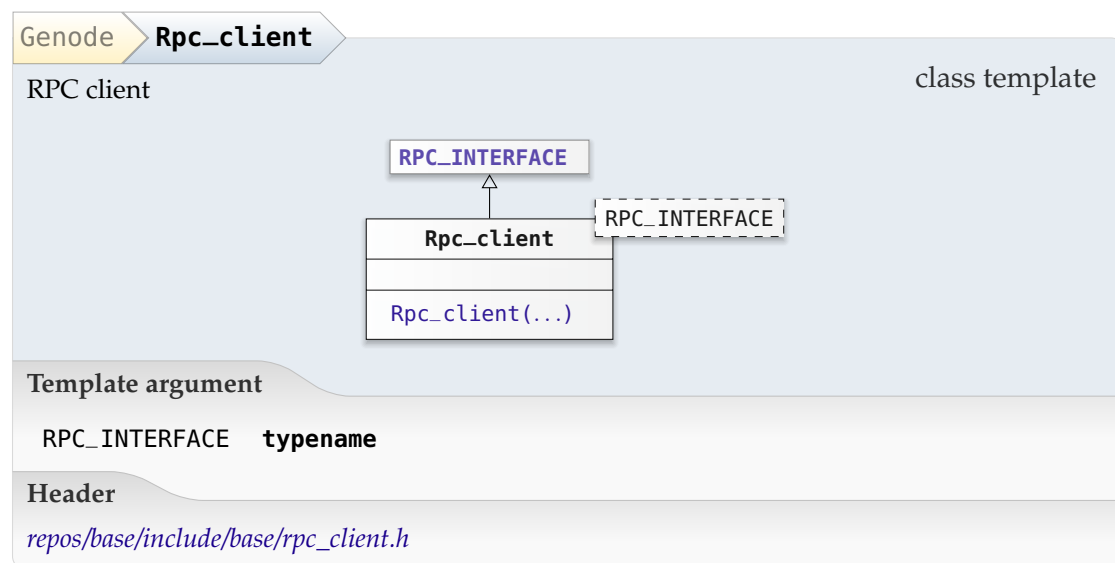 Genode Rpc_client
RPC client
class template
RPC_INTERFACE
RPC_INTERFACE
Rpc_client
Rpc_client(...)
Template argument
RPC_INTERFACE typename
Header
repos/base/include/base/rpc_client.h